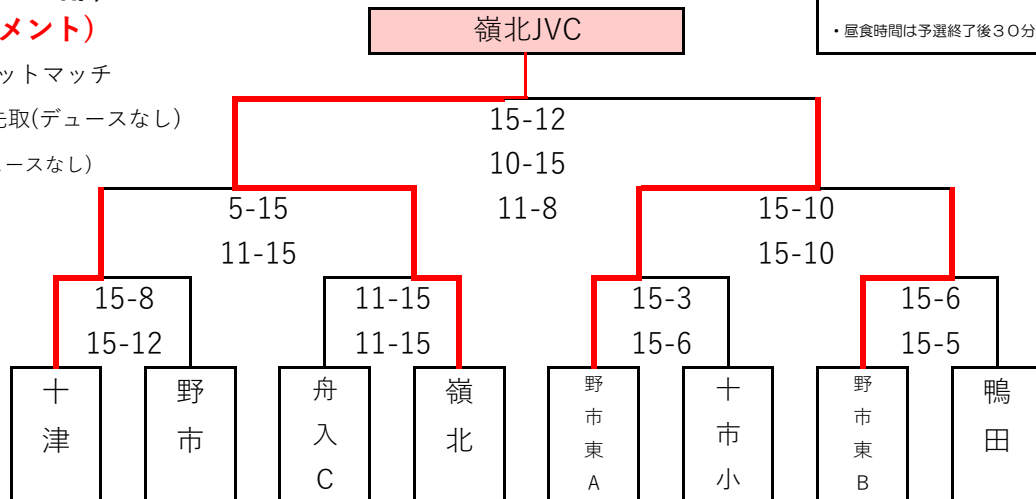 メント)
嶺北JVC
・昼食時間は予選終了後30分
ットマッチ
先取(デュースなし)
ースなし)
15-12
10-15
11-8
5-15
11-15
15-10
15-10
15-8
15-12
11-15
11-15
15-3
15-6
15-6
15-5
十津
野市
舟入C
嶺北
野市東A
十市小
野市東B
鴨田